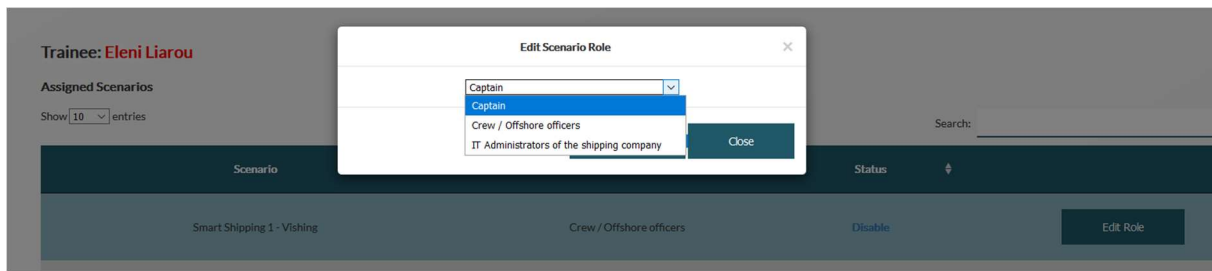 Trainee: Eleni Liarou
Edit Scenario Role
×
Assigned Scenarios
Captain
Captain
Show 10 entries
Crew / Offshore officers
Search:
IT Administrators of the shipping company
Close
Scenario
Status
Smart Shipping 1 - Vishing
Crew / Offshore officers
Disable
Edit Role